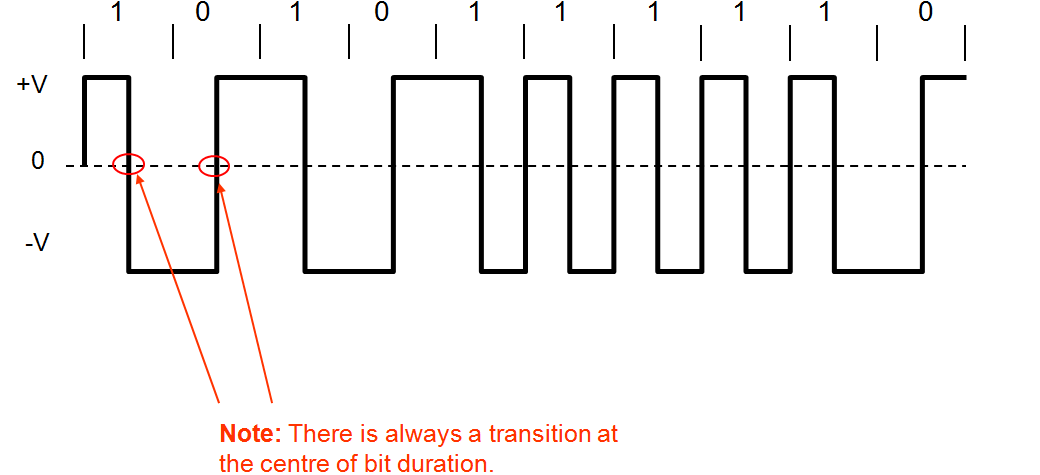 1 0 1 0 1 1 1 1 1 0
+V
0
-V
Note: There is always a transition at
the centre of bit duration.